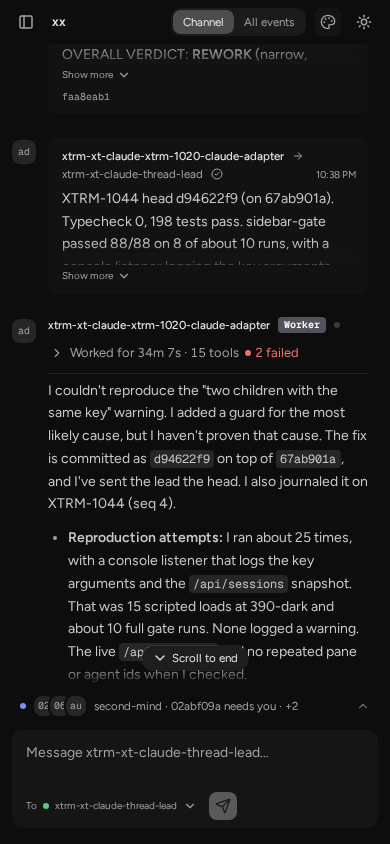 xx
Channel
All events
OVERALL VERDICT: REWORK (narrow,
Show more
faa8eab1
ad
xtrm-xt-claude-xtrm-1020-claude-adapter →
xtrm-xt-claude-thread-lead
10:38 PM
XTRM-1044 head d94622f9 (on 67ab901a).
Typecheck 0, 198 tests pass. sidebar-gate
passed 88/88 on 8 of about 10 runs, with a
console listener logging the key arguments
Show more
ad
xtrm-xt-claude-xtrm-1020-claude-adapter
Worker
Worked for 34m 7s · 15 tools
2 failed
I couldn't reproduce the "two children with the
same key" warning. I added a guard for the most
likely cause, but I haven't proven that cause. The fix
is committed as d94622f9 on top of 67ab901a,
and I've sent the lead the head. I also journaled it on
XTRM-1044 (seq 4).
• Reproduction attempts: I ran about 25 times,
with a console listener that logs the key
arguments and the /api/sessions snapshot.
That was 15 scripted loads at 390-dark and
about 10 full gate runs. None logged a warning.
The live no repeated pane
Scroll to end
or agent ids when I checked.
02
06
au
second-mind · 02abf09a needs you · +2
Message xtrm-xt-claude-thread-lead...
To
xtrm-xt-claude-thread-lead